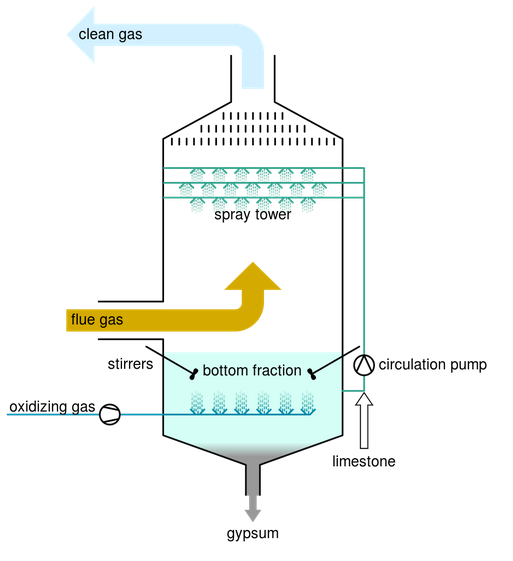 clean gas
spray tower
flue gas
stirrers
bottom fraction
circulation pump
oxidizing gas
limestone
gypsum